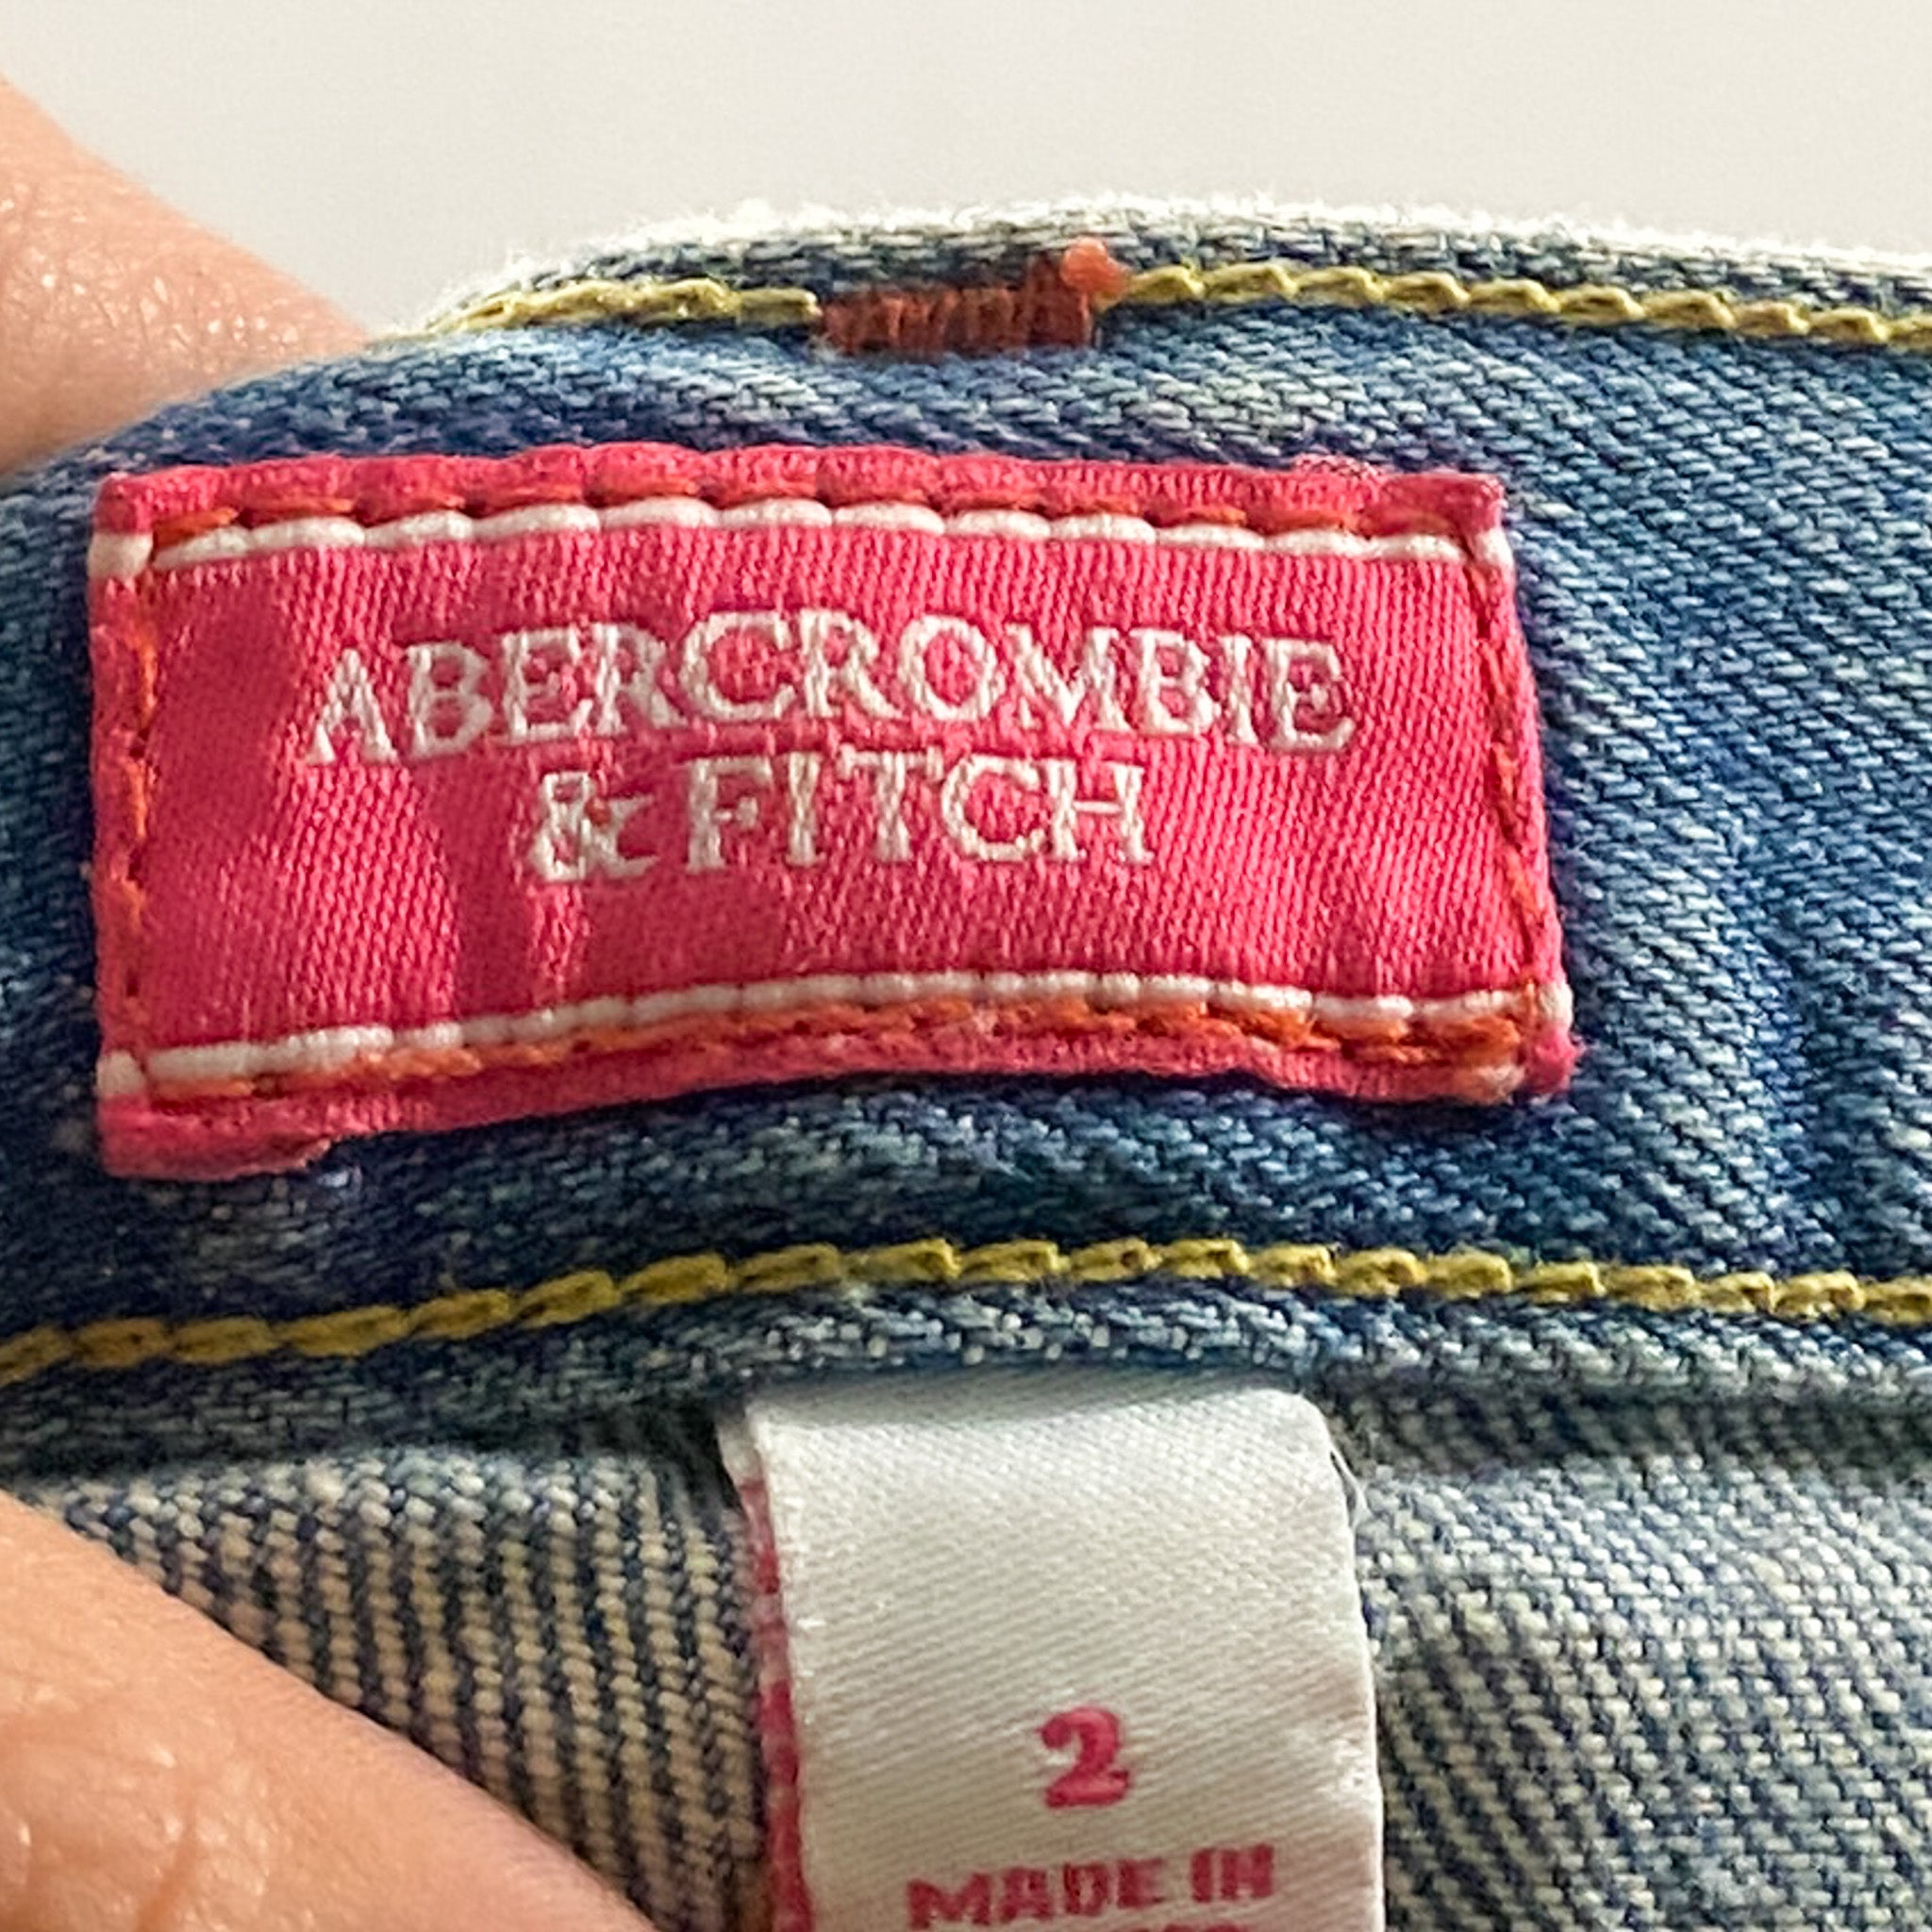 ABERCROMBIE
& FITCH
2
MADE IN